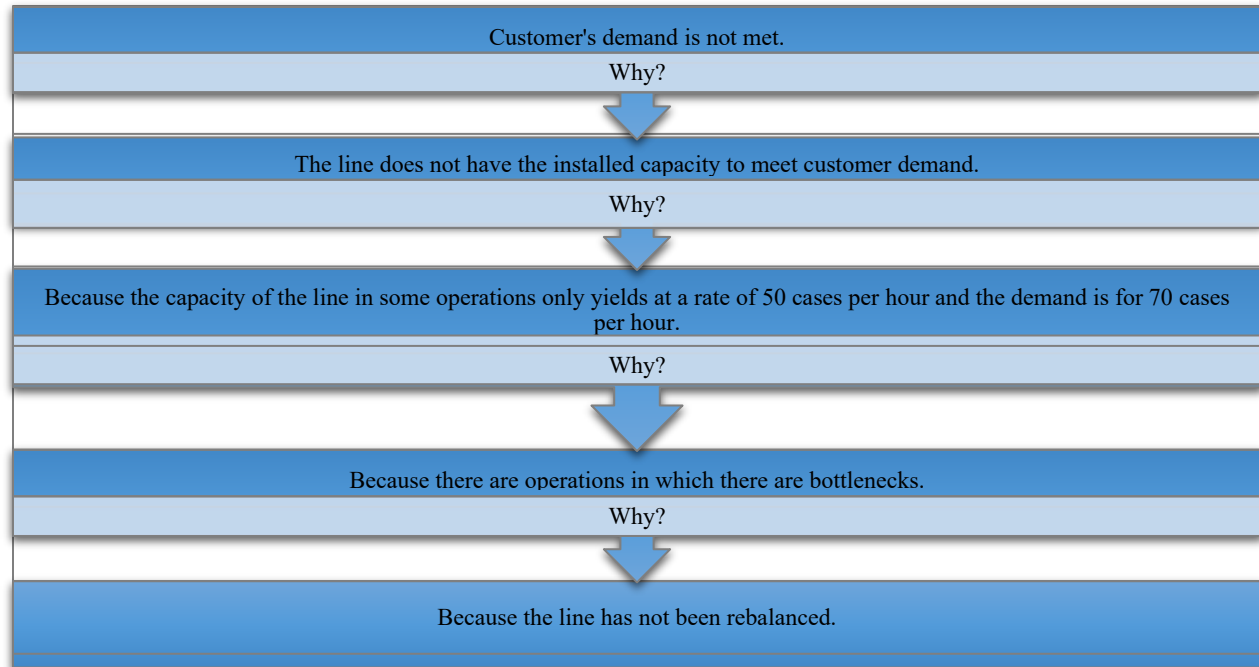 Customer's demand is not met.
Why?
The line does not have the installed capacity to meet customer demand.
Why?
Because the capacity of the line in some operations only yields at a rate of 50 cases per hour and the demand is for 70 cases
per hour.
Why?
Because there are operations in which there are bottlenecks.
Why?
Because the line has not been rebalanced.